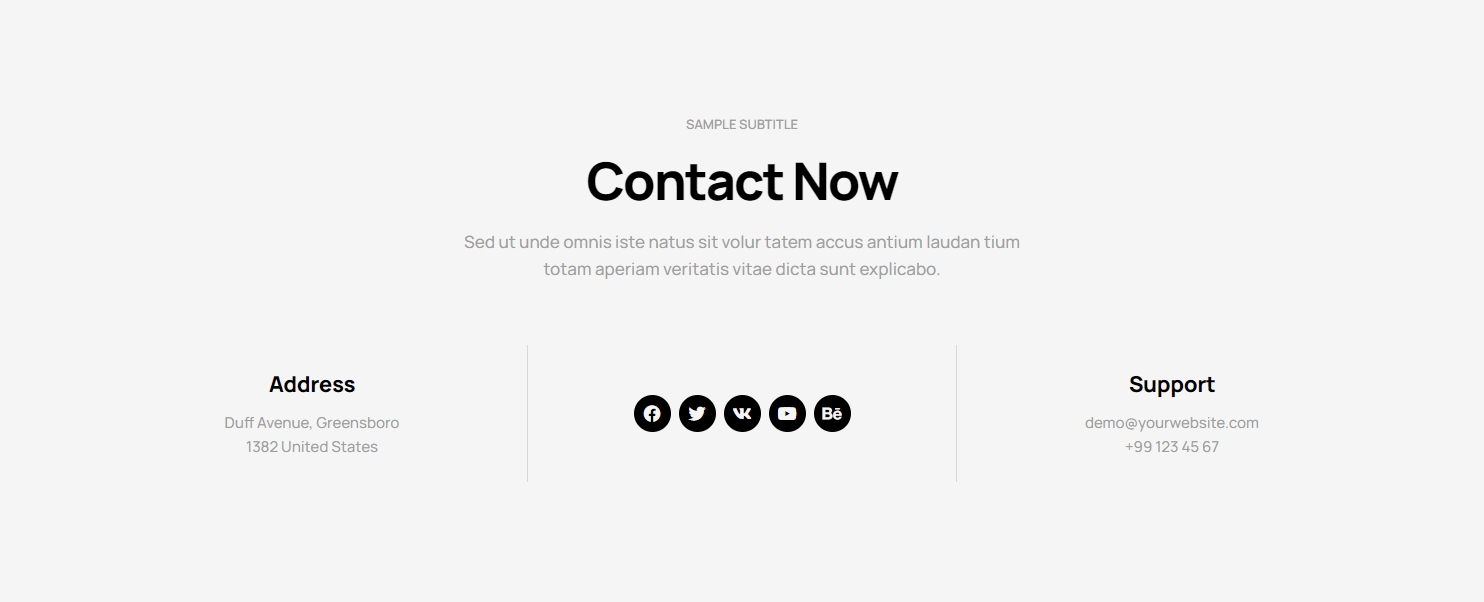 SAMPLE SUBTITLE
Contact Now
Sed ut unde omnis iste natus sit volur tatem accus antium laudan tium
totam aperiam veritatis vitae dicta sunt explicabo.
Address
Duff Avenue, Greensboro
1382 United States
Bē
Support
demo@yourwebsite.com
+99 123 45 67